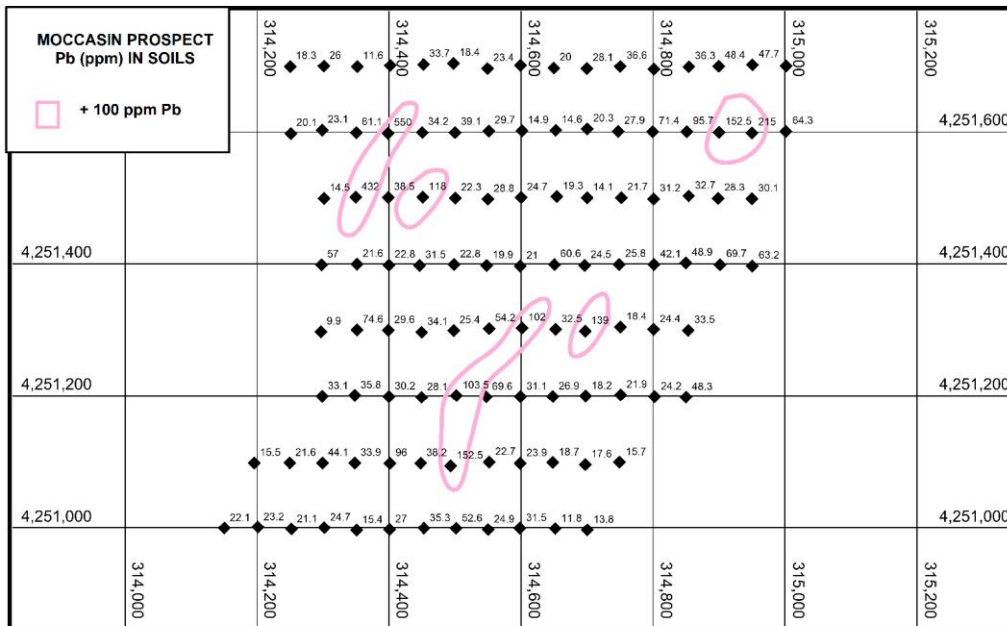 MOCCASIN PROSPECT
Pb (ppm) IN SOILS
+ 100 ppm Pb
314,200 314,400 314,600 314,800 315,000 315,200
18.3 26 11.6 33.7 18.4 23.4 20 28.1 36.6 36.3 48.4 47.7
20.1 23.1 61.1 550 34.2 39.1 29.7 14.9 14.6 20.3 27.9 71.4 95.7 152.5 215 64.3
4,251,600
14.5 432 38.5 118 22.3 28.8 24.7 19.3 14.1 21.7 31.2 32.7 28.3 30.1
4,251,400 57 21.6 22.8 31.5 22.8 19.9 21 60.6 24.5 25.8 42.1 48.9 69.7 63.2 4,251,400
9.9 74.6 29.6 34.1 25.4 54.2 102 32.5 139 18.4 24.4 33.5
4,251,200 33.1 35.8 30.2 28.1 103.5 69.6 31.1 26.9 18.2 21.9 24.2 48.3 4,251,200
15.5 21.6 44.1 33.9 96 38.2 152.5 22.7 23.9 18.7 17.6 15.7
4,251,000 22.1 23.2 21.1 24.7 15.4 27 35.3 52.6 24.9 31.5 11.8 13.8 4,251,000
314,000 314,200 314,400 314,600 314,800 315,000 315,200